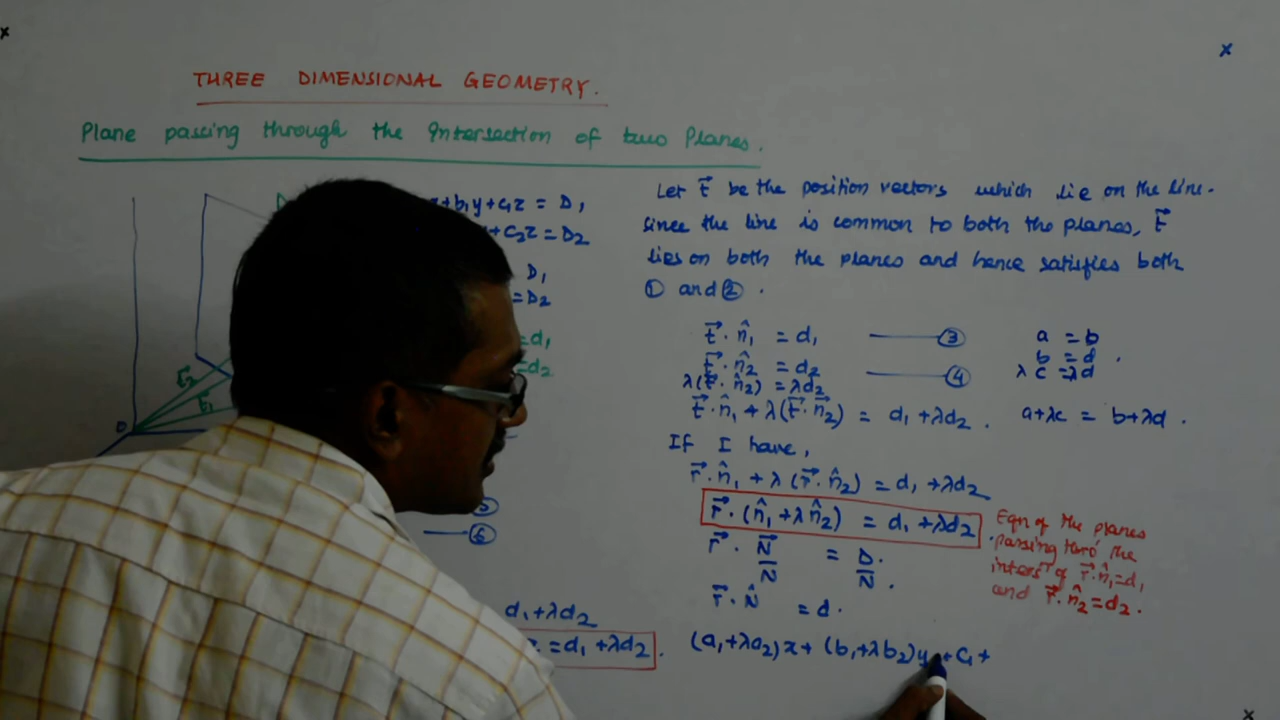 THREE DIMENSIONAL GEOMETRY.
Plane passing through the Intersection of two Planes.
+b₁y+c₁z = D₁
+c₂z = D₂
D₁
= D₂
= d₁
= d₂
O
⑥
d₁+λd₂
= d₁+λd₂.
Let t⃗ be the position vectors which lie on the line.
since the line is common to both the planes, t⃗
lies on both the planes and hence satisfies both
① and ②.
t⃗·n̂₁ = d₁ ③
t⃗·n̂₂ = d₂ ④
λ(t⃗·n̂₂) = λd₂
t⃗·n̂₁ + λ(t⃗·n⃗₂) = d₁+λd₂.
a = b
b = d.
λc = λd
a+λc = b+λd.
If I have,
r⃗·n̂₁ + λ(r⃗·n̂₂) = d₁+λd₂
r⃗·(n̂₁+λn̂₂) = d₁+λd₂.
Eqn of the planes
passing thro' the
intersn of r⃗·n̂₁=d₁
and r⃗·n̂₂=d₂.
r⃗·N⃗/N = D/N.
r⃗·N̂ = d.
(a₁+λa₂)x + (b₁+λb₂)y + c₁+